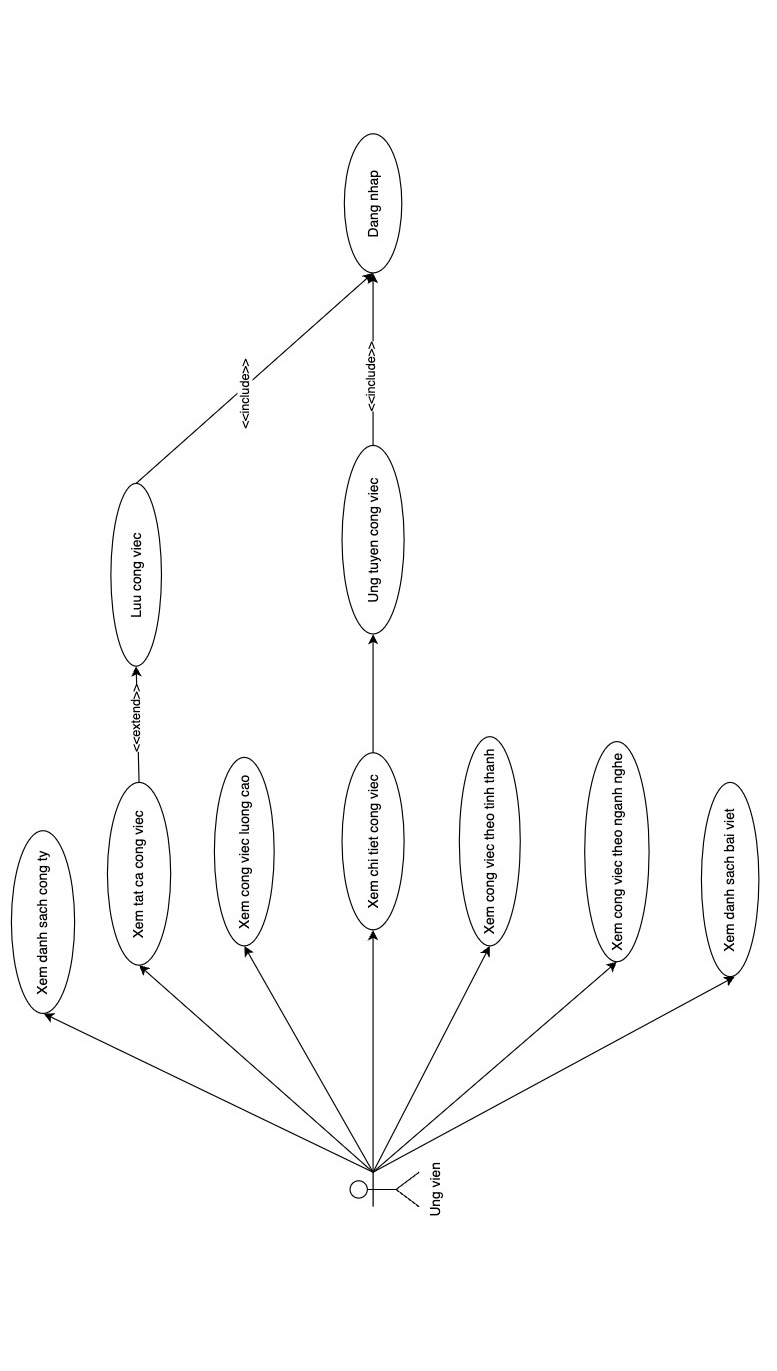 Xem danh sach cong ty
Xem tat ca cong viec
<<extend>>
Luu cong viec
<<include>>
Xem cong viec luong cao
Ung vien
Xem chi tiet cong viec
Ung tuyen cong viec
<<include>>
Dang nhap
Xem cong viec theo tinh thanh
Xem cong viec theo nganh nghe
Xem danh sach bai viet